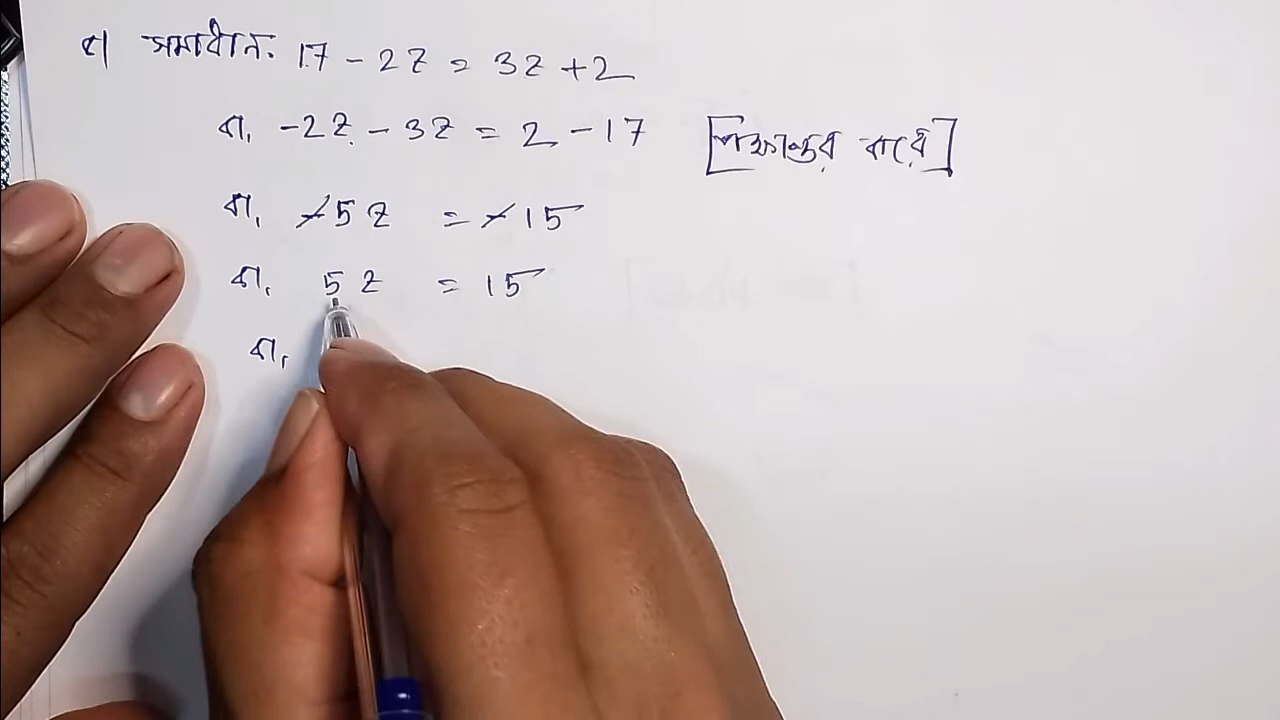 ৫। সমাধান: 17 - 2z = 3z + 2
বা, -2z - 3z = 2 - 17 [পক্ষান্তর করে]
বা, -5z = -15
বা, 5z = 15
বা,